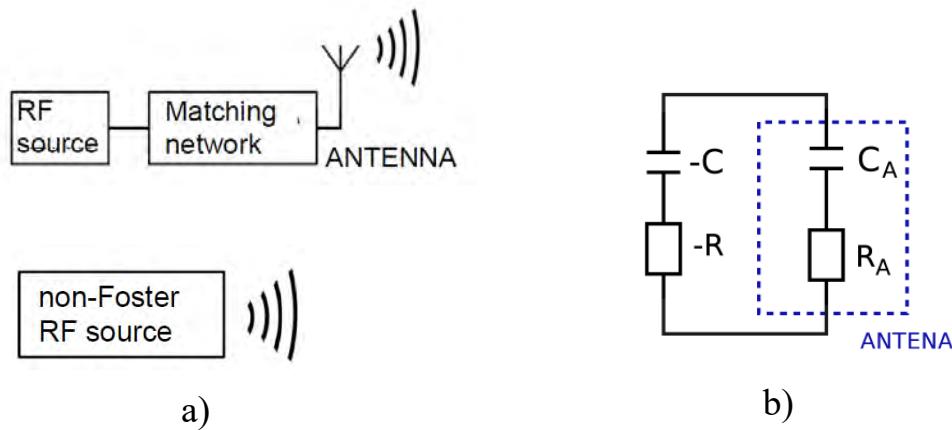 RF
source
Matching
network
ANTENNA
non-Foster
RF source
a)
-C
CA
-R
RA
ANTENA
b)